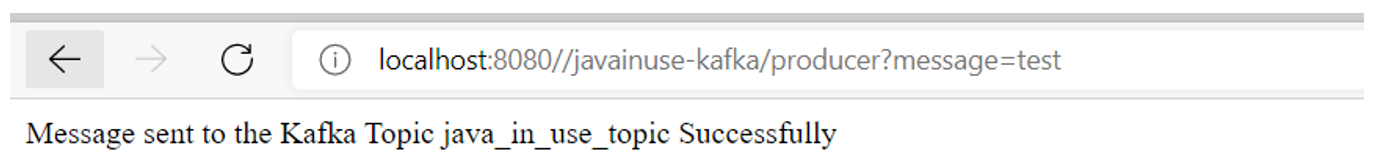 localhost:8080//javainuse-kafka/producer?message=test
Message sent to the Kafka Topic java_in_use_topic Successfully